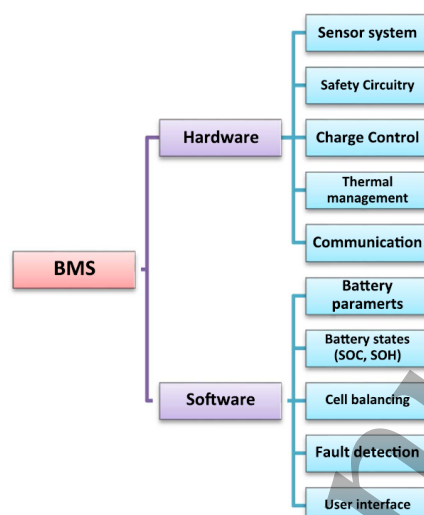 Sensor system
Safety Circuitry
Hardware
Charge Control
Thermal
management
Communication
BMS
Battery
paramerts
Battery states
(SOC, SOH)
Software
Cell balancing
Fault detection
User interface